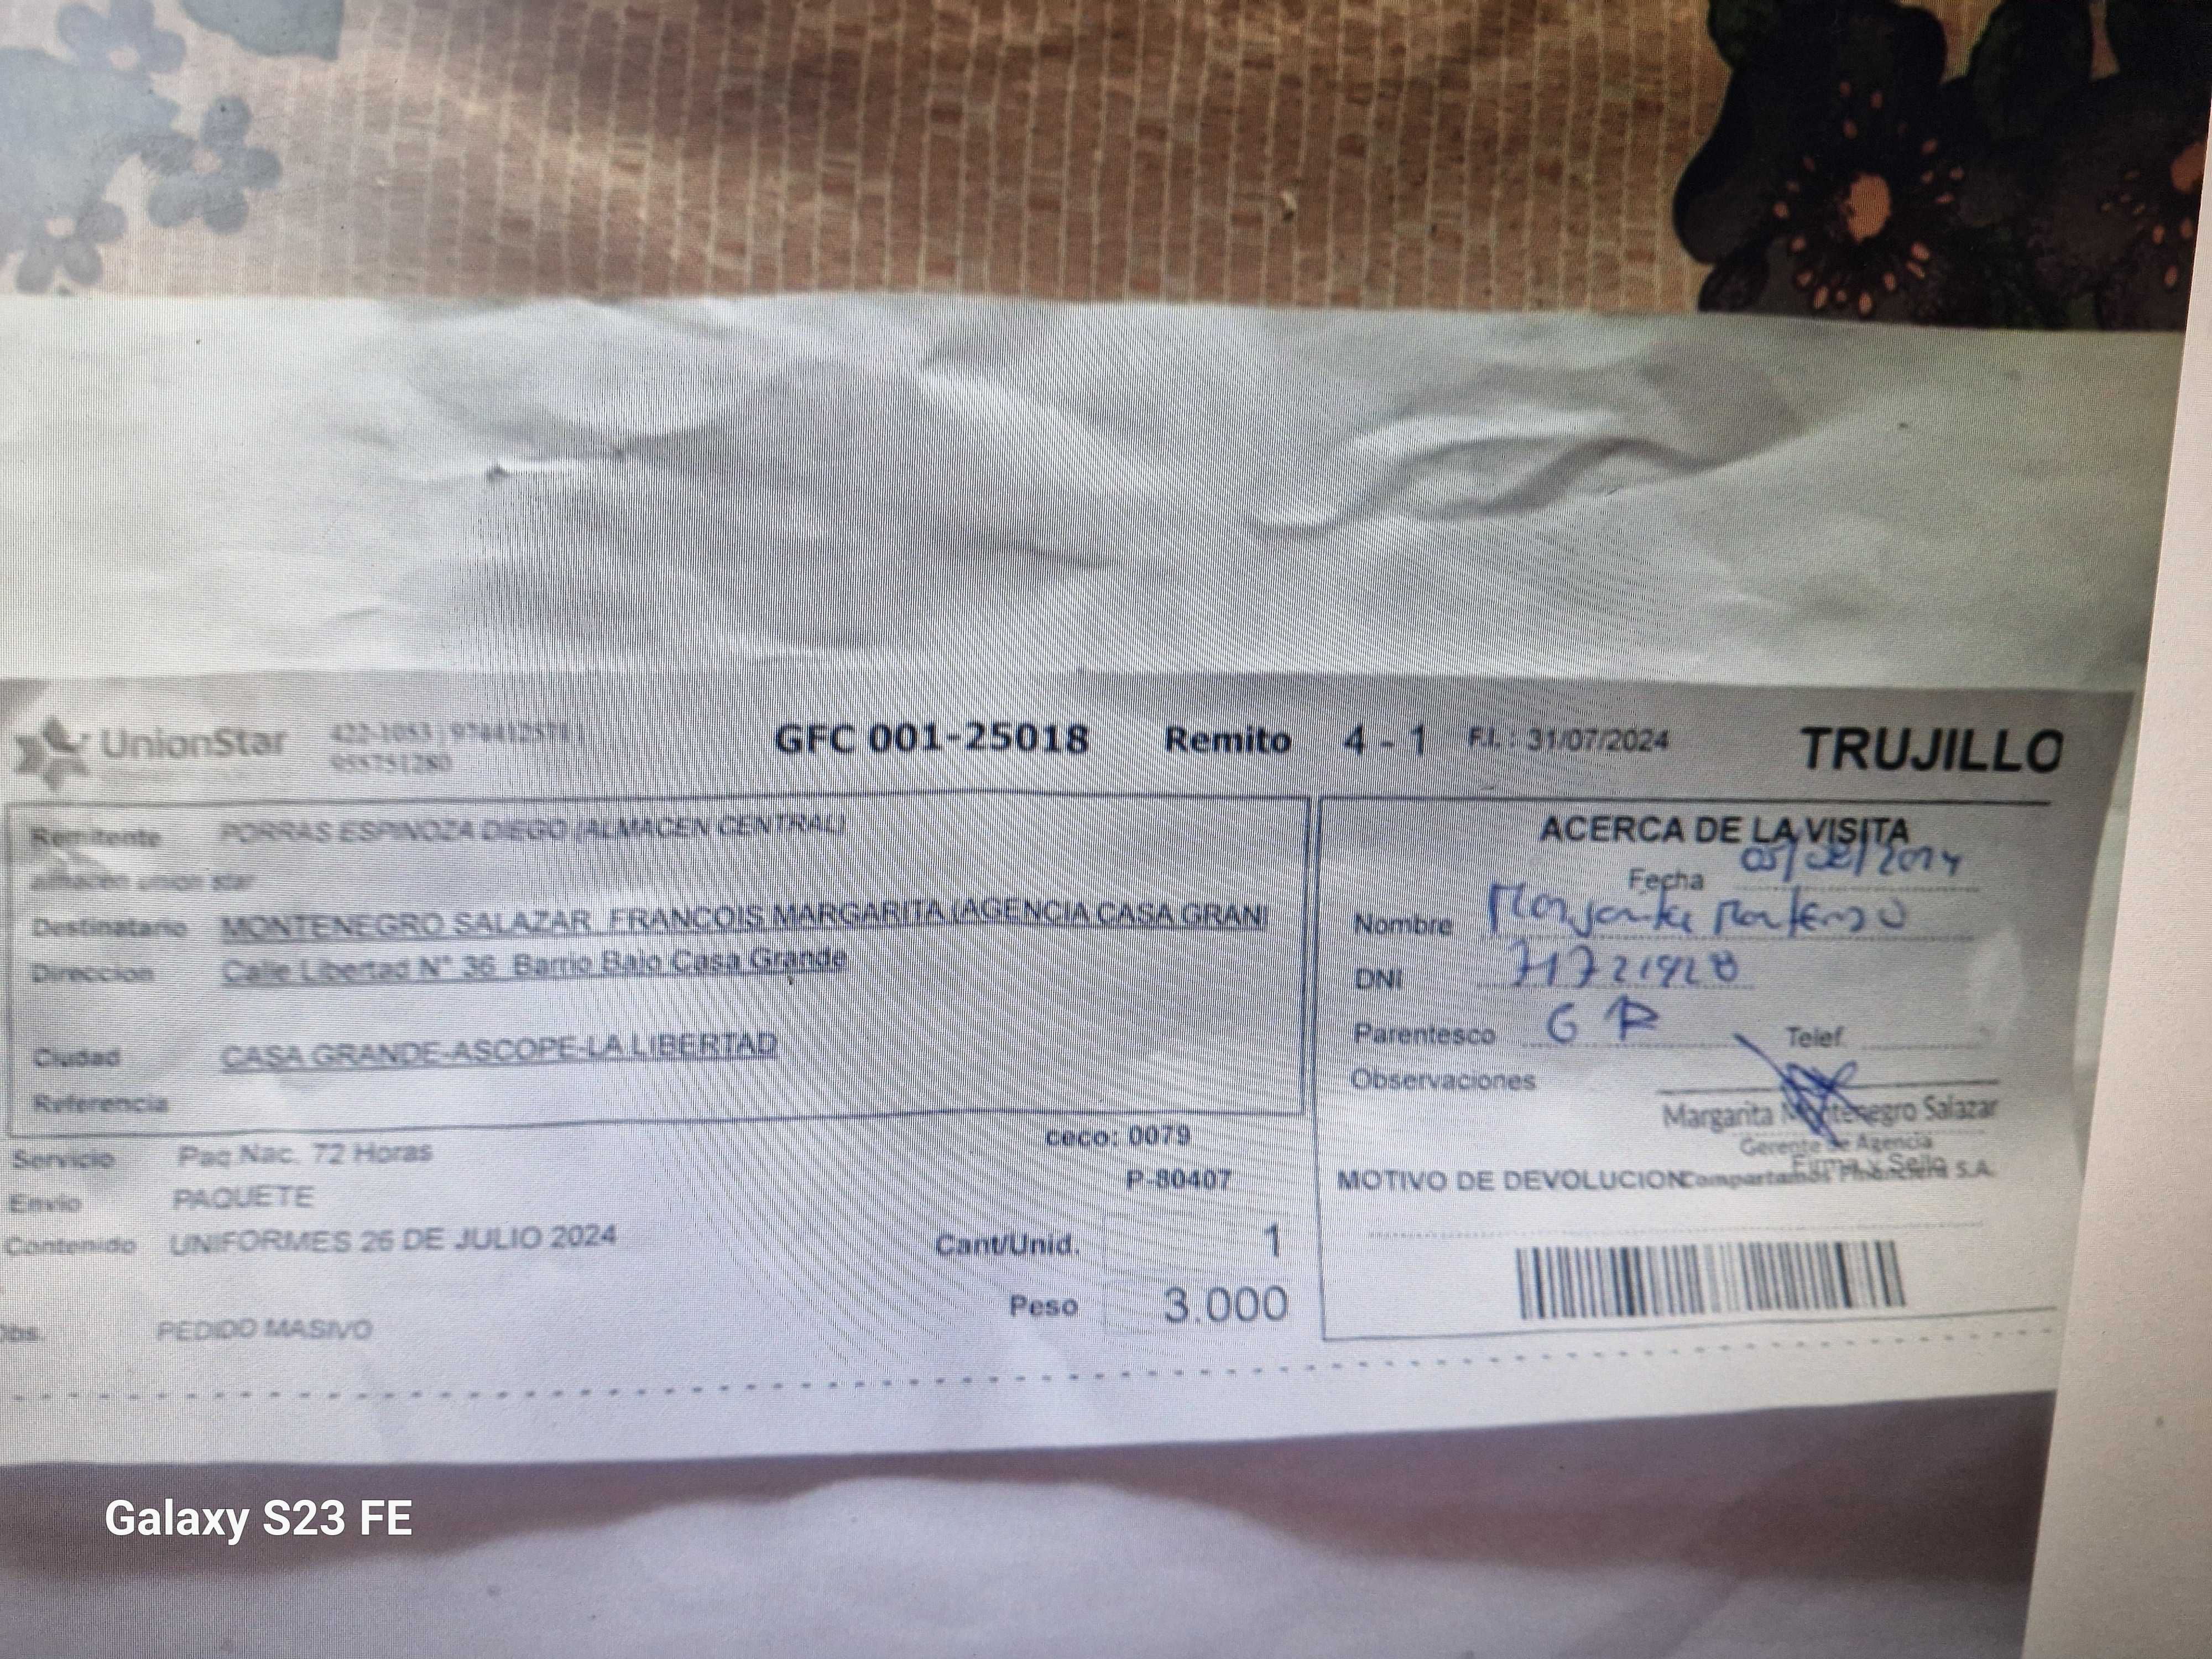 UnionStar
GFC 001-25018 Remito 4 - 1 F.I. : 31/07/2024 TRUJILLO
Remitente PORRAS ESPINOZA DIEGO (ALMACEN CENTRAL)
almacen union star
Destinatario MONTENEGRO SALAZAR FRANCOIS MARGARITA (AGENCIA CASA GRAN
Direccion Calle Libertad N° 36 Barrio Bajo Casa Grande
Ciudad CASA GRANDE-ASCOPE-LA LIBERTAD
Referencia
Servicio Paq Nac. 72 Horas
ceco: 0079
Envio PAQUETE
P-80407
Contenido UNIFORMES 26 DE JULIO 2024
Cant/Unid. 1
Peso 3.000
Obs. PEDIDO MASIVO
ACERCA DE LA VISITA
Fecha
Nombre
DNI
Parentesco G R Telef.
Observaciones
Margarita Montenegro Salazar
Gerente de Agencia
Firma y Sello
Compartamos Financiera S.A.
MOTIVO DE DEVOLUCION
Galaxy S23 FE